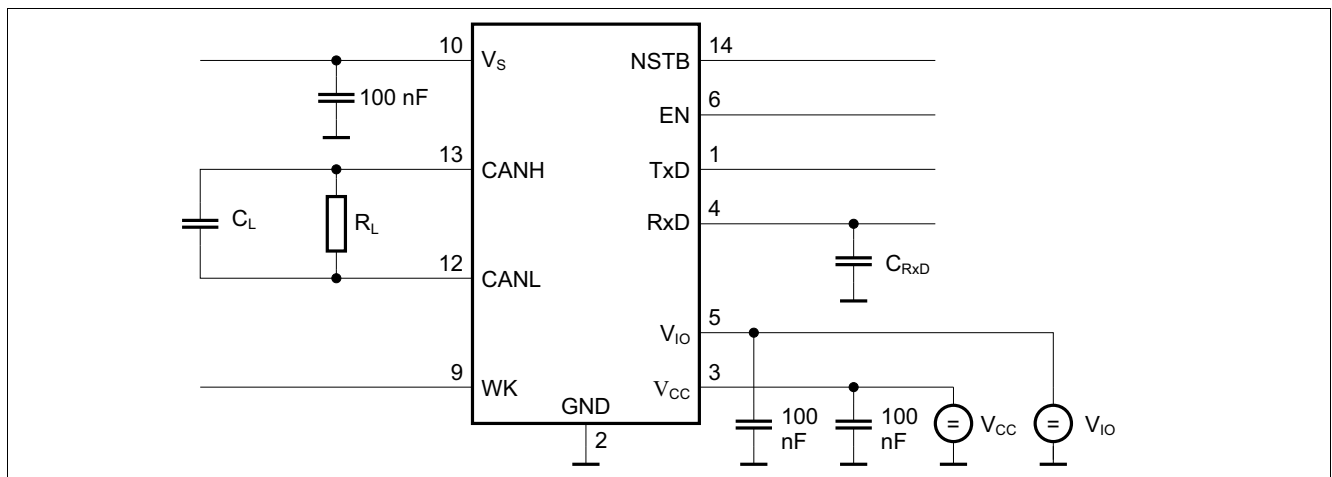 10
V_S
NSTB
14
100 nF
EN
6
13
CANH
TxD
1
C_L
R_L
RxD
4
12
CANL
C_RxD
V_IO
5
9
WK
V_CC
3
GND
2
100
nF
100
nF
=
V_CC
=
V_IO